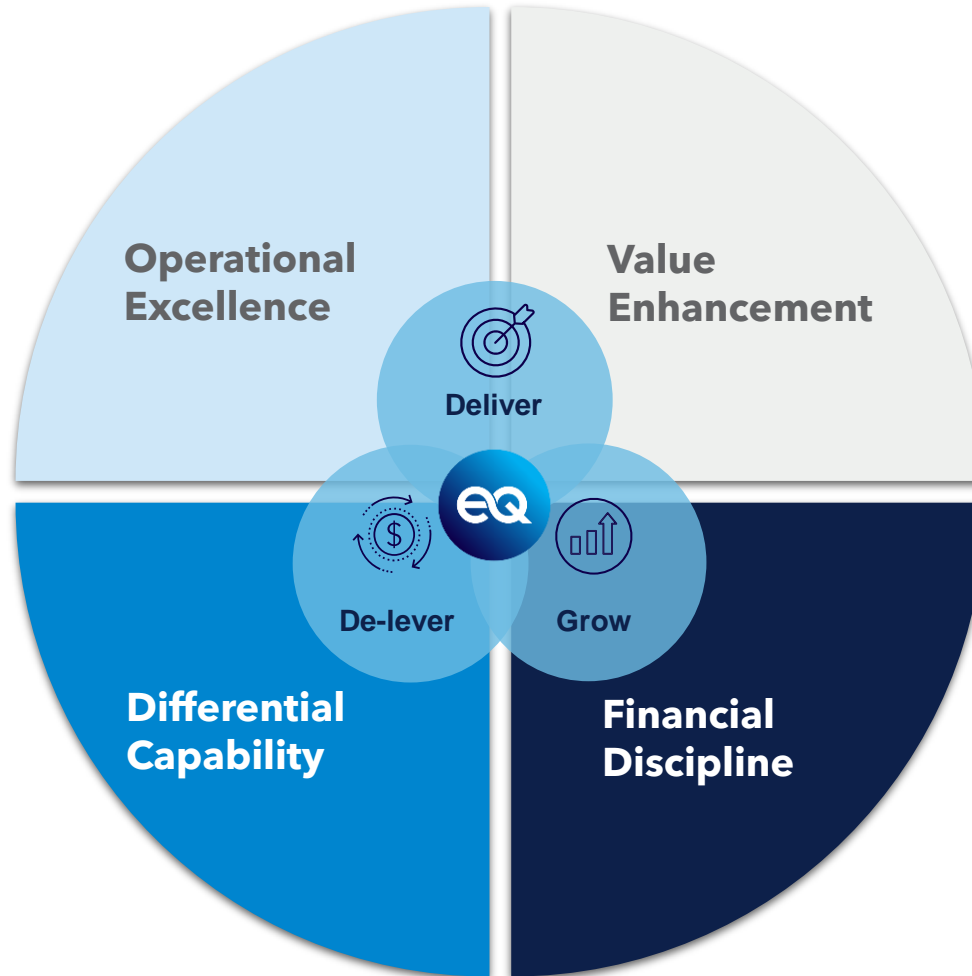 Operational
Excellence
Value
Enhancement
Deliver
eQ
$
De-lever
Grow
Differential
Capability
Financial
Discipline